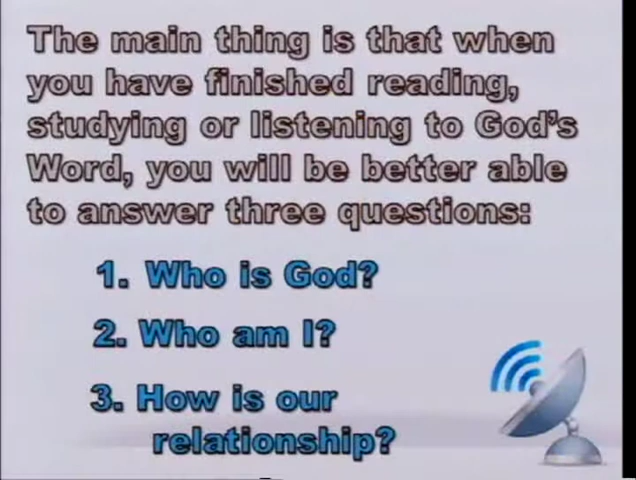 The main thing is that when
you have finished reading,
studying or listening to God's
Word, you will be better able
to answer three questions:
1. Who is God?
2. Who am I?
3. How is our
relationship?